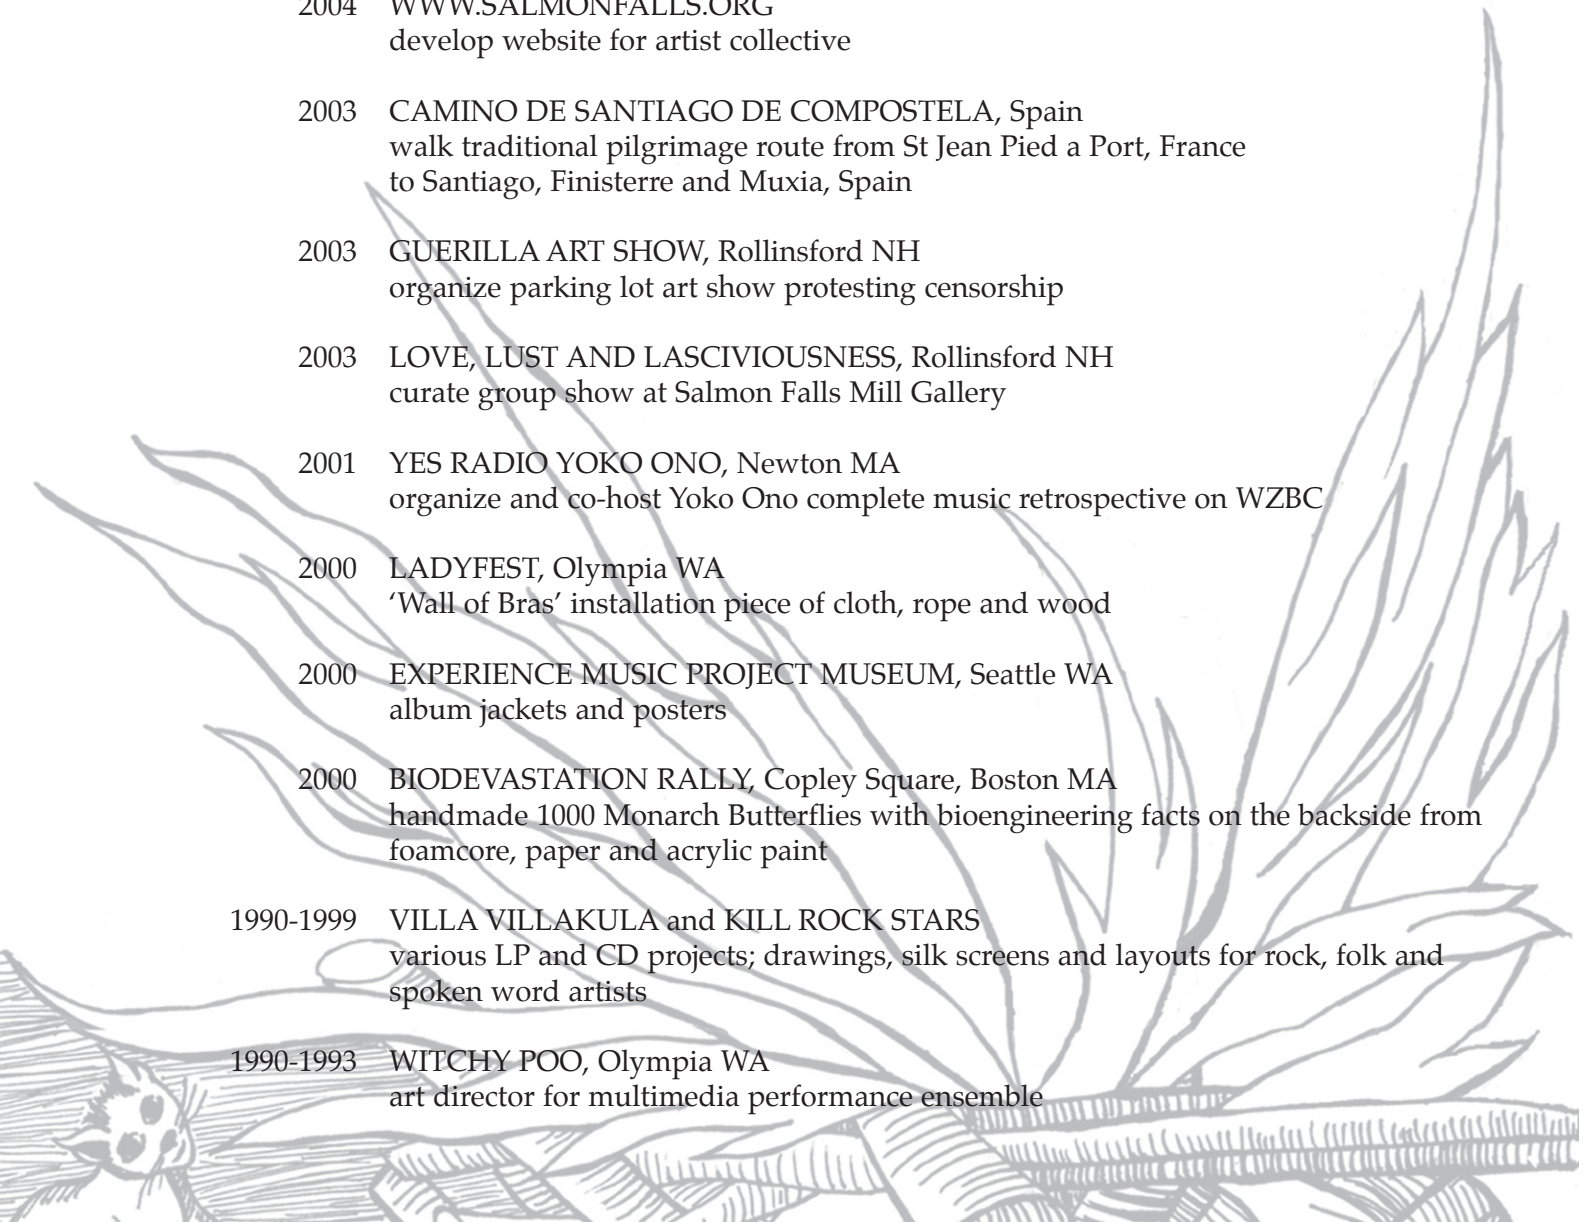 2004 WWW.SALMONFALLS.ORG
develop website for artist collective
2003 CAMINO DE SANTIAGO DE COMPOSTELA, Spain
walk traditional pilgrimage route from St Jean Pied a Port, France
to Santiago, Finisterre and Muxia, Spain
2003 GUERILLA ART SHOW, Rollinsford NH
organize parking lot art show protesting censorship
2003 LOVE, LUST AND LASCIVIOUSNESS, Rollinsford NH
curate group show at Salmon Falls Mill Gallery
2001 YES RADIO YOKO ONO, Newton MA
organize and co-host Yoko Ono complete music retrospective on WZBC
2000 LADYFEST, Olympia WA
‘Wall of Bras’ installation piece of cloth, rope and wood
2000 EXPERIENCE MUSIC PROJECT MUSEUM, Seattle WA
album jackets and posters
2000 BIODEVASTATION RALLY, Copley Square, Boston MA
handmade 1000 Monarch Butterflies with bioengineering facts on the backside from
foamcore, paper and acrylic paint
1990-1999 VILLA VILLAKULA and KILL ROCK STARS
various LP and CD projects; drawings, silk screens and layouts for rock, folk and
spoken word artists
1990-1993 WITCHY POO, Olympia WA
art director for multimedia performance ensemble